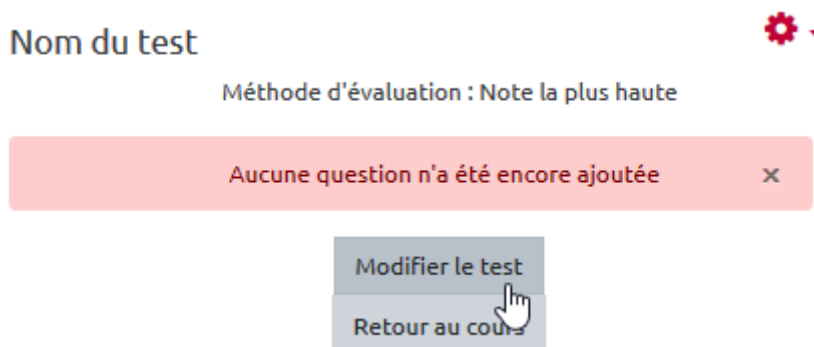 Nom du test
Méthode d'évaluation : Note la plus haute
Aucune question n'a été encore ajoutée ×
Modifier le test
Retour au cours